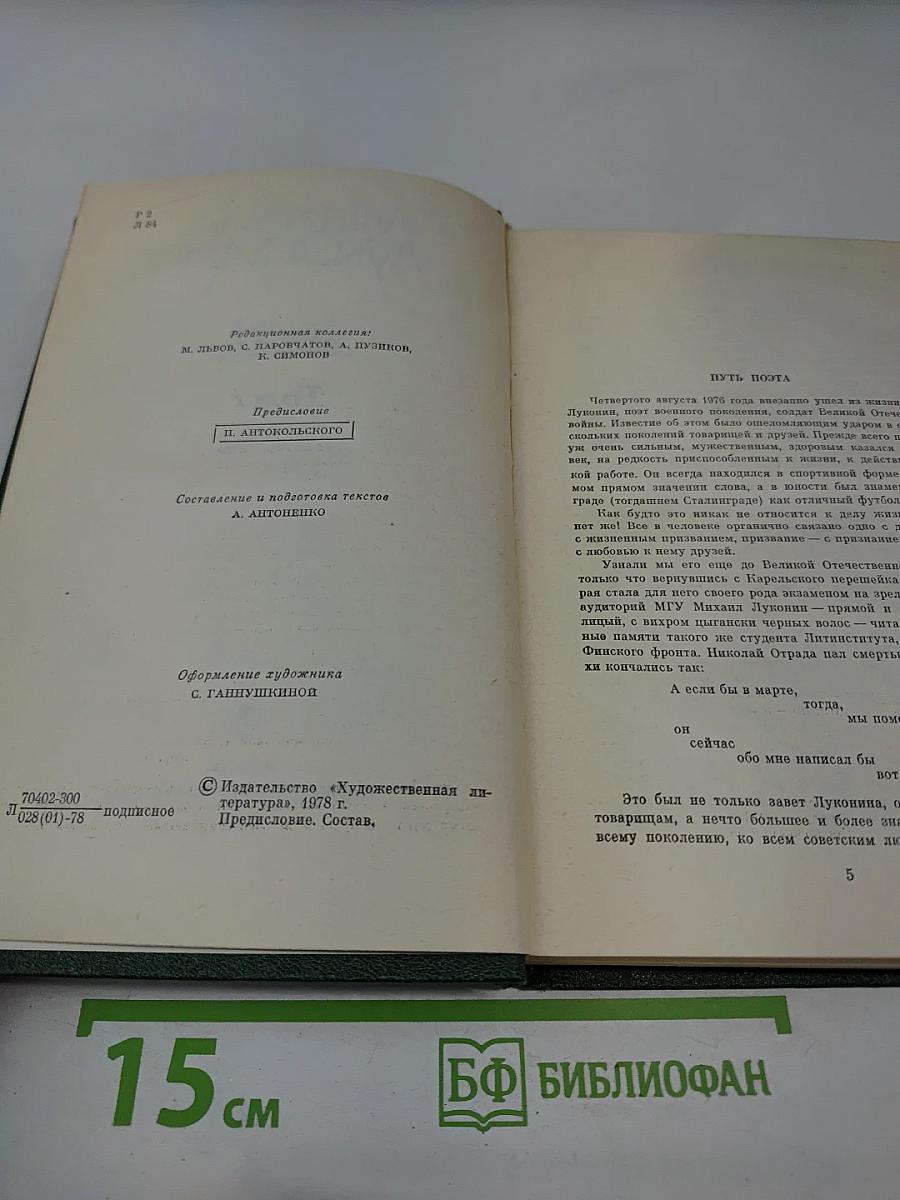 Р 2
Л 84
Редакционная коллегия:
М. ЛЬВОВ, С. НАРОВЧАТОВ, А. ПУЗИКОВ,
К. СИМОНОВ
Предисловие
П. АНТОКОЛЬСКОГО
Составление и подготовка текстов
А. АНТОНЕНКО
Оформление художника
С. ГАННУШКИНОЙ
Л 70402-300
028(01)-78 подписное
© Издательство «Художественная ли-
тература», 1978 г.
Предисловие. Состав.
ПУТЬ ПОЭТА
Четвертого августа 1976 года внезапно ушел из жизни
Луконин, поэт военного поколения, солдат Великой Отече
войны. Известие об этом было ошеломляющим ударом в с
скольких поколений товарищей и друзей. Прежде всего п
уж очень сильным, мужественным, здоровым казался
век, на редкость приспособленным к жизни, к действи
кой работе. Он всегда находился в спортивной форме
мом прямом значении слова, а в юности был знамен
граде (тогдашнем Сталинграде) как отличный футбол
Как будто это никак не относится к делу жизн
нет же! Все в человеке органично связано одно с д
с жизненным призванием, призвание — с признание
с любовью к нему друзей.
Узнали мы его еще до Великой Отечественно
только что вернувшись с Карельского перешейка
рая стала для него своего рода экзаменом на зрел
аудиторий МГУ Михаил Луконин — прямой и
лицый, с вихром цыгански черных волос — чита
ные памяти такого же студента Литинститута,
Финского фронта. Николай Отрада пал смерть
хи кончались так:
А если бы в марте,
тогда,
мы поме
он
сейчас
обо мне написал бы
вот
Это был не только завет Луконина, о
товарищам, а нечто большее и более зна
всему поколению, ко всем советским лю
5
15 см
БФ БИБЛИОФАН